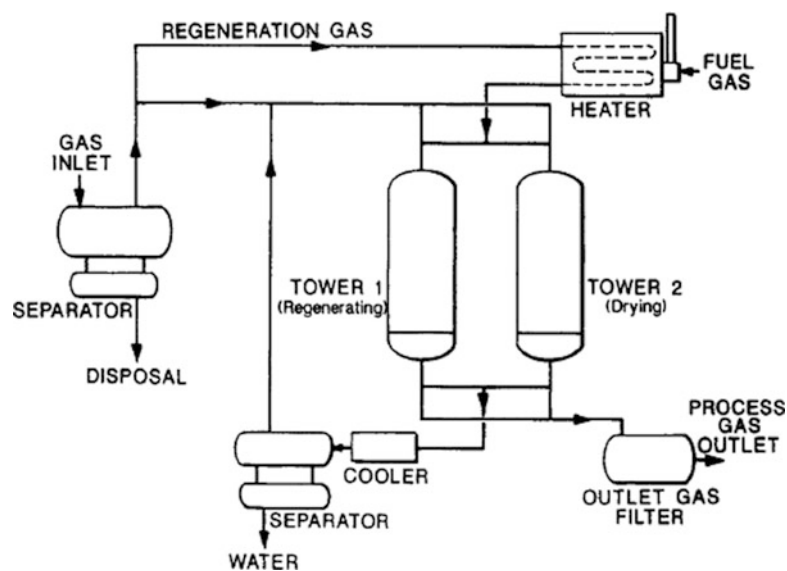 REGENERATION GAS
FUEL
GAS
HEATER
GAS
INLET
TOWER 1
(Regenerating)
TOWER 2
(Drying)
SEPARATOR
DISPOSAL
PROCESS
GAS
OUTLET
COOLER
OUTLET GAS
FILTER
SEPARATOR
WATER